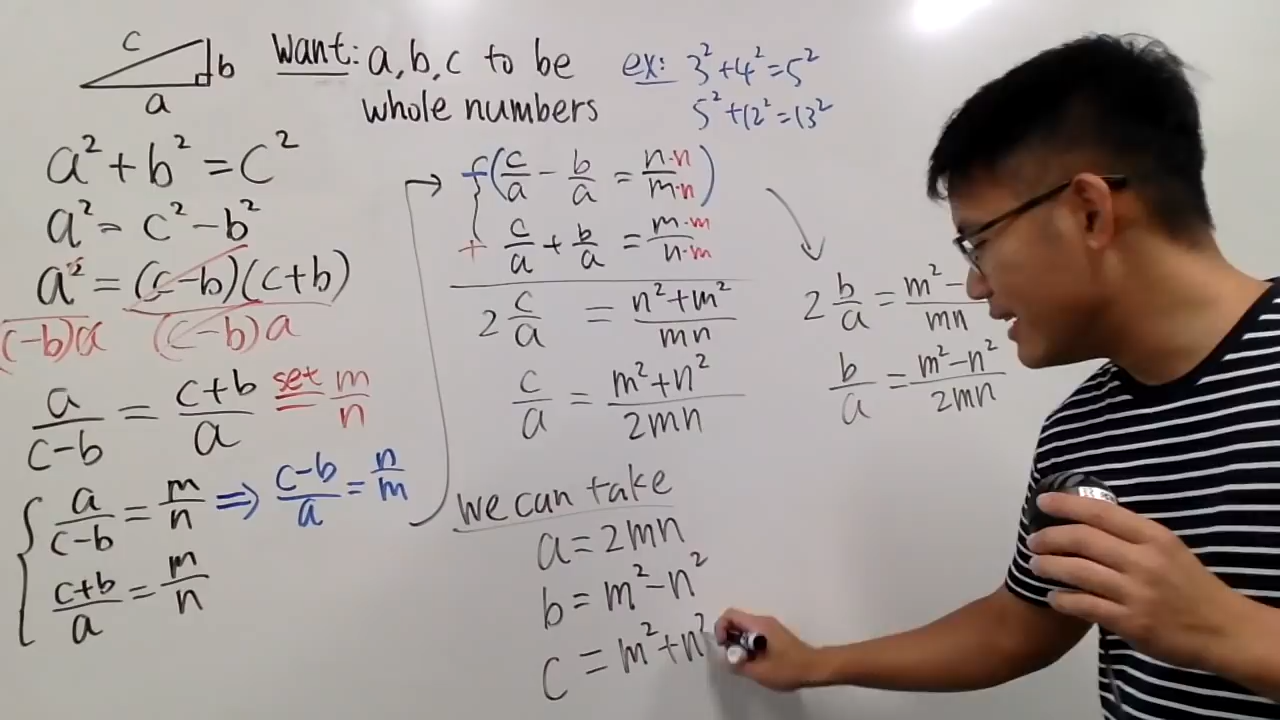 c
b
a
Want: a, b, c to be
whole numbers
ex: 3² + 4² = 5²
5² + 12² = 13²
a² + b² = c²
a² = c² - b²
a² = (c-b)(c+b)
(c-b)a (c-b)a
a/(c-b) = (c+b)/a set= m/n
a/(c-b) = m/n ⇒ (c-b)/a = n/m
(c+b)/a = m/n
-(c/a - b/a = n·n/m·n)
+ c/a + b/a = m·m/n·m
2 c/a = (n² + m²)/mn
c/a = (m² + n²)/2mn
we can take
a = 2mn
b = m² - n²
c = m² + n²
2 b/a = m² - /mn
b/a = (m² - n²)/2mn